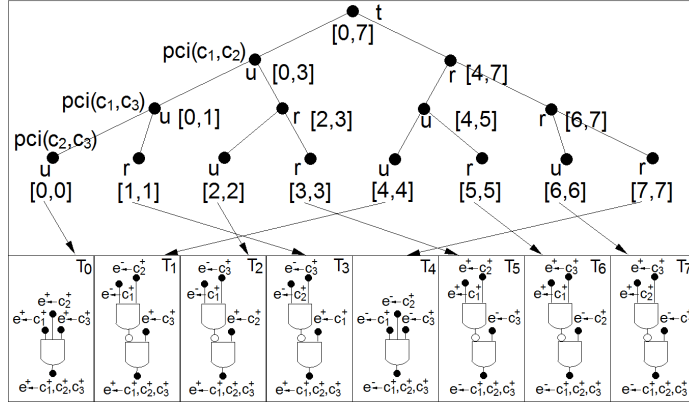 t
[0,7]
pci(c₁,c₂)
u [0,3]
r [4,7]
pci(c₁,c₃)
u [0,1]
r [2,3]
u [4,5]
r [6,7]
pci(c₂,c₃)
u r u r u r u r
[0,0] [1,1] [2,2] [3,3] [4,4] [5,5] [6,6] [7,7]
T₀
e⁺←c₂⁺
e⁺←c₁⁺ e⁺←c₃⁺
e⁺←c₁⁺,c₂⁺,c₃⁺
T₁
e⁻←c₂⁺
e⁻←c₁⁺
e⁺←c₃⁺
e⁺←c₁⁺,c₂⁺,c₃⁺
T₂
e⁻←c₃⁺
e⁻←c₁⁺
e⁺←c₂⁺
e⁺←c₁⁺,c₂⁺,c₃⁺
T₃
e⁻←c₃⁺
e⁻←c₂⁺
e⁺←c₁⁺
e⁺←c₁⁺,c₂⁺,c₃⁺
T₄
e⁻←c₂⁺
e⁻←c₁⁺ e⁻←c₃⁺
e⁻←c₁⁺,c₂⁺,c₃⁺
T₅
e⁺←c₂⁺
e⁺←c₁⁺
e⁻←c₃⁺
e⁻←c₁⁺,c₂⁺,c₃⁺
T₆
e⁺←c₃⁺
e⁺←c₁⁺
e⁻←c₂⁺
e⁻←c₁⁺,c₂⁺,c₃⁺
T₇
e⁺←c₃⁺
e⁺←c₂⁺
e⁻←c₁⁺
e⁻←c₁⁺,c₂⁺,c₃⁺